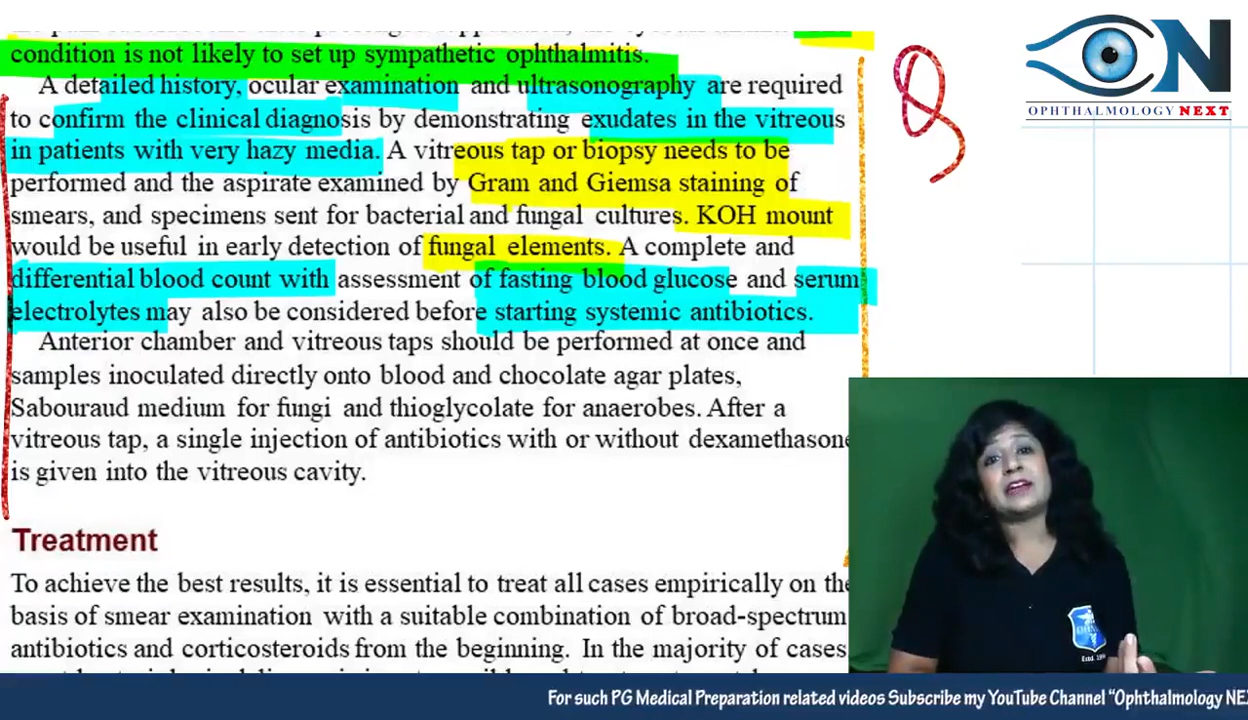 condition is not likely to set up sympathetic ophthalmitis.
A detailed history, ocular examination and ultrasonography are required
to confirm the clinical diagnosis by demonstrating exudates in the vitreous
in patients with very hazy media. A vitreous tap or biopsy needs to be
performed and the aspirate examined by Gram and Giemsa staining of
smears, and specimens sent for bacterial and fungal cultures. KOH mount
would be useful in early detection of fungal elements. A complete and
differential blood count with assessment of fasting blood glucose and serum
electrolytes may also be considered before starting systemic antibiotics.
Anterior chamber and vitreous taps should be performed at once and
samples inoculated directly onto blood and chocolate agar plates,
Sabouraud medium for fungi and thioglycolate for anaerobes. After a
vitreous tap, a single injection of antibiotics with or without dexamethasone
is given into the vitreous cavity.
Treatment
To achieve the best results, it is essential to treat all cases empirically on the
basis of smear examination with a suitable combination of broad-spectrum
antibiotics and corticosteroids from the beginning. In the majority of cases
N
OPHTHALMOLOGY NEXT
For such PG Medical Preparation related videos Subscribe my YouTube Channel "Ophthalmology NE